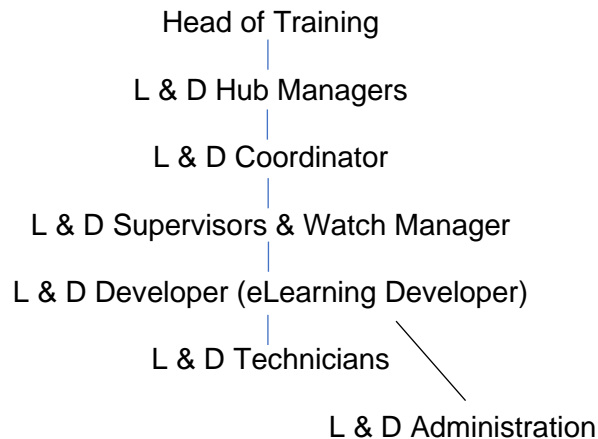 Head of Training
L & D Hub Managers
L & D Coordinator
L & D Supervisors & Watch Manager
L & D Developer (eLearning Developer)
L & D Technicians
L & D Administration